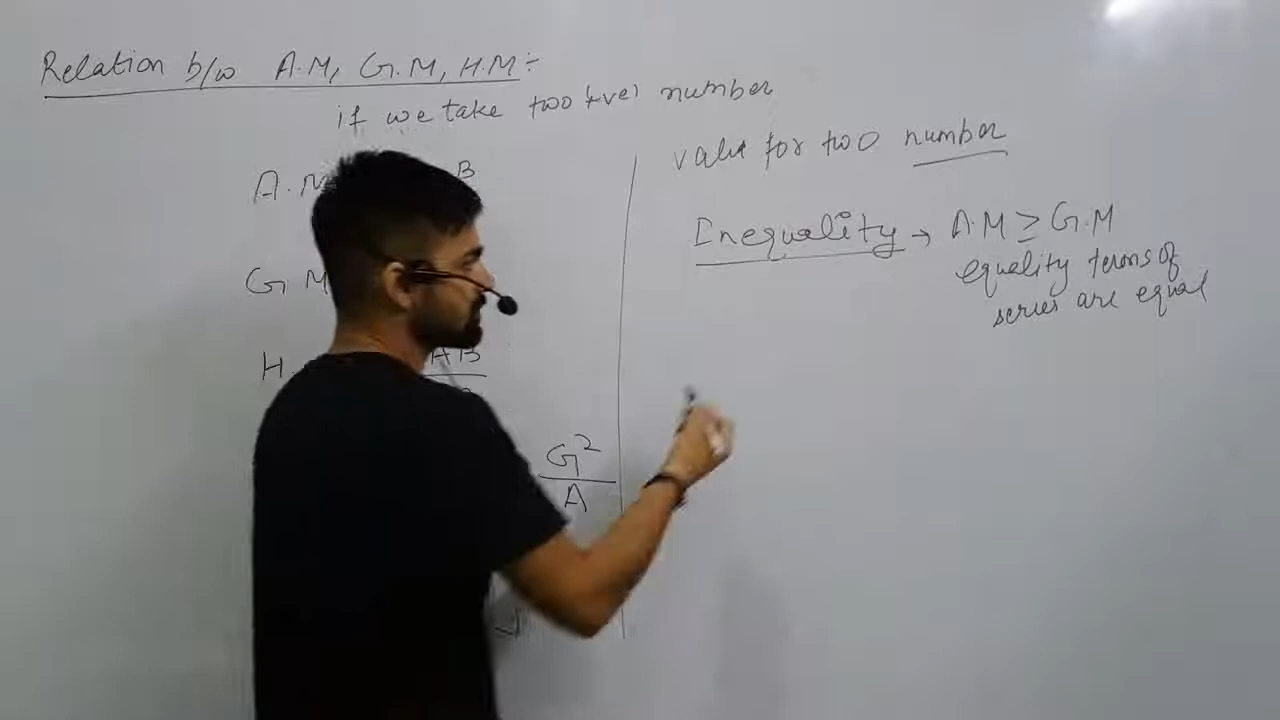 Relation b/w A.M, G.M, H.M :-
if we take two +ve number
A.M B
G M
H AB
G²
A
valid for two number
Inequality → A.M ≥ G.M
equality terms of
series are equal